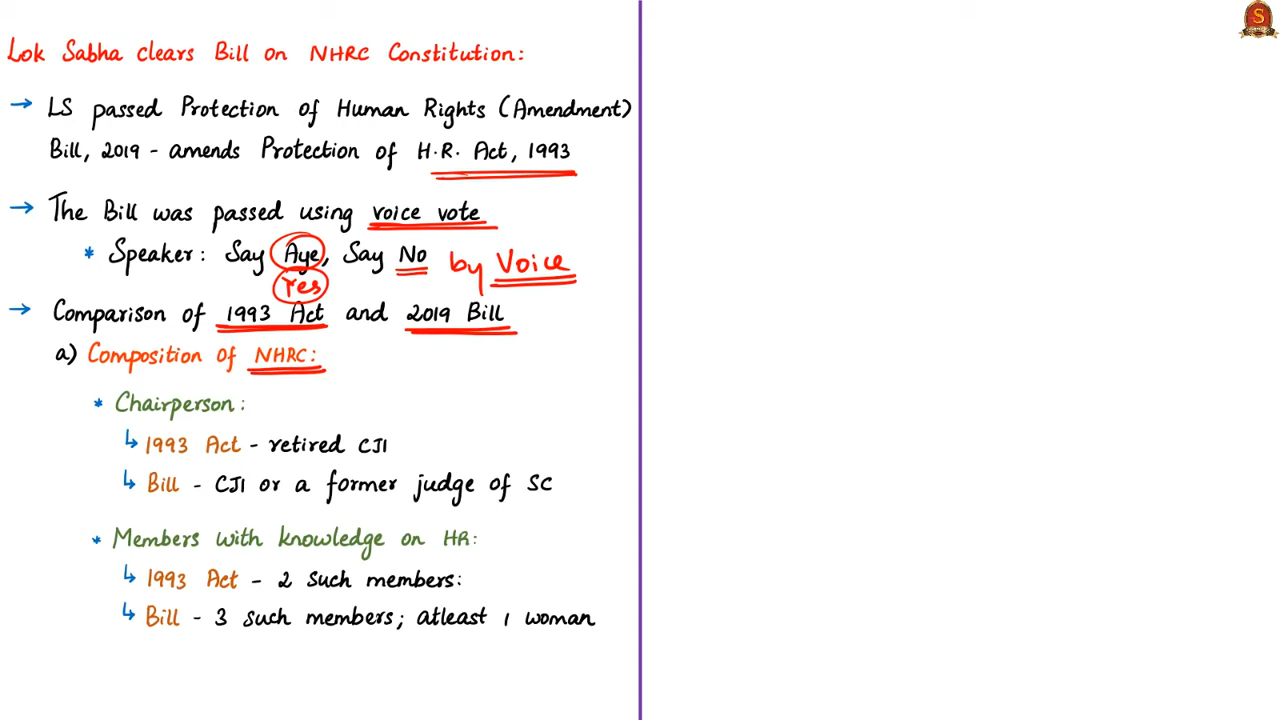 Lok Sabha clears Bill on NHRC Constitution:
→ LS passed Protection of Human Rights (Amendment)
Bill, 2019 - amends Protection of H.R. Act, 1993
→ The Bill was passed using voice vote
* Speaker: Say Aye, Say No by Voice
Yes
→ Comparison of 1993 Act and 2019 Bill
a) Composition of NHRC:
* Chairperson:
↳ 1993 Act - retired CJI
↳ Bill - CJI or a former judge of SC
* Members with knowledge on HR:
↳ 1993 Act - 2 such members:
↳ Bill - 3 such members; atleast 1 woman
S